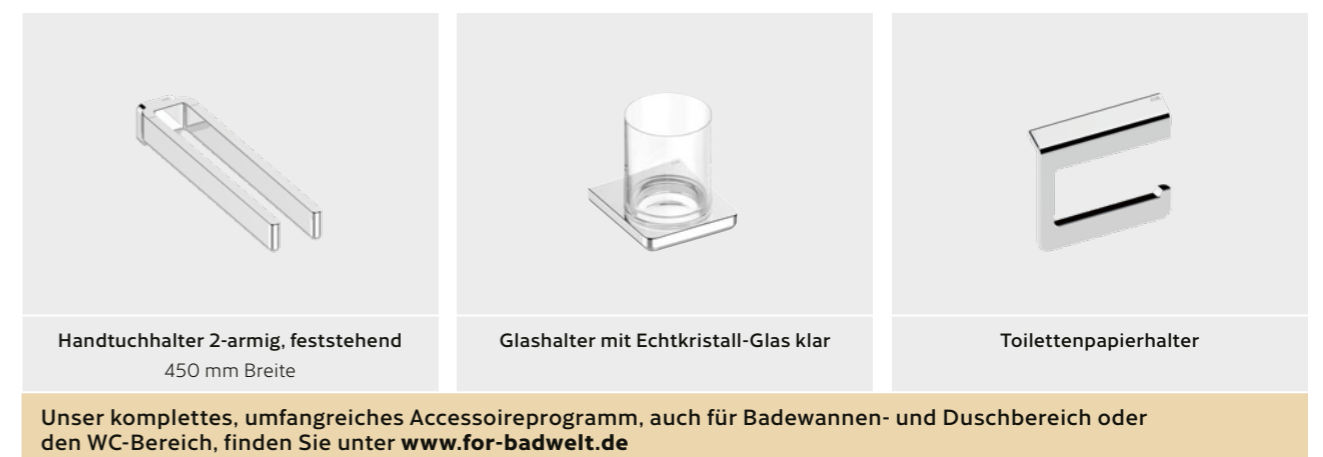 Handtuchhalter 2-armig, feststehend
450 mm Breite
Glashalter mit Echtkristall-Glas klar
Toilettenpapierhalter
Unser komplettes, umfangreiches Accessoireprogramm, auch für Badewannen- und Duschbereich oder
den WC-Bereich, finden Sie unter www.for-badwelt.de